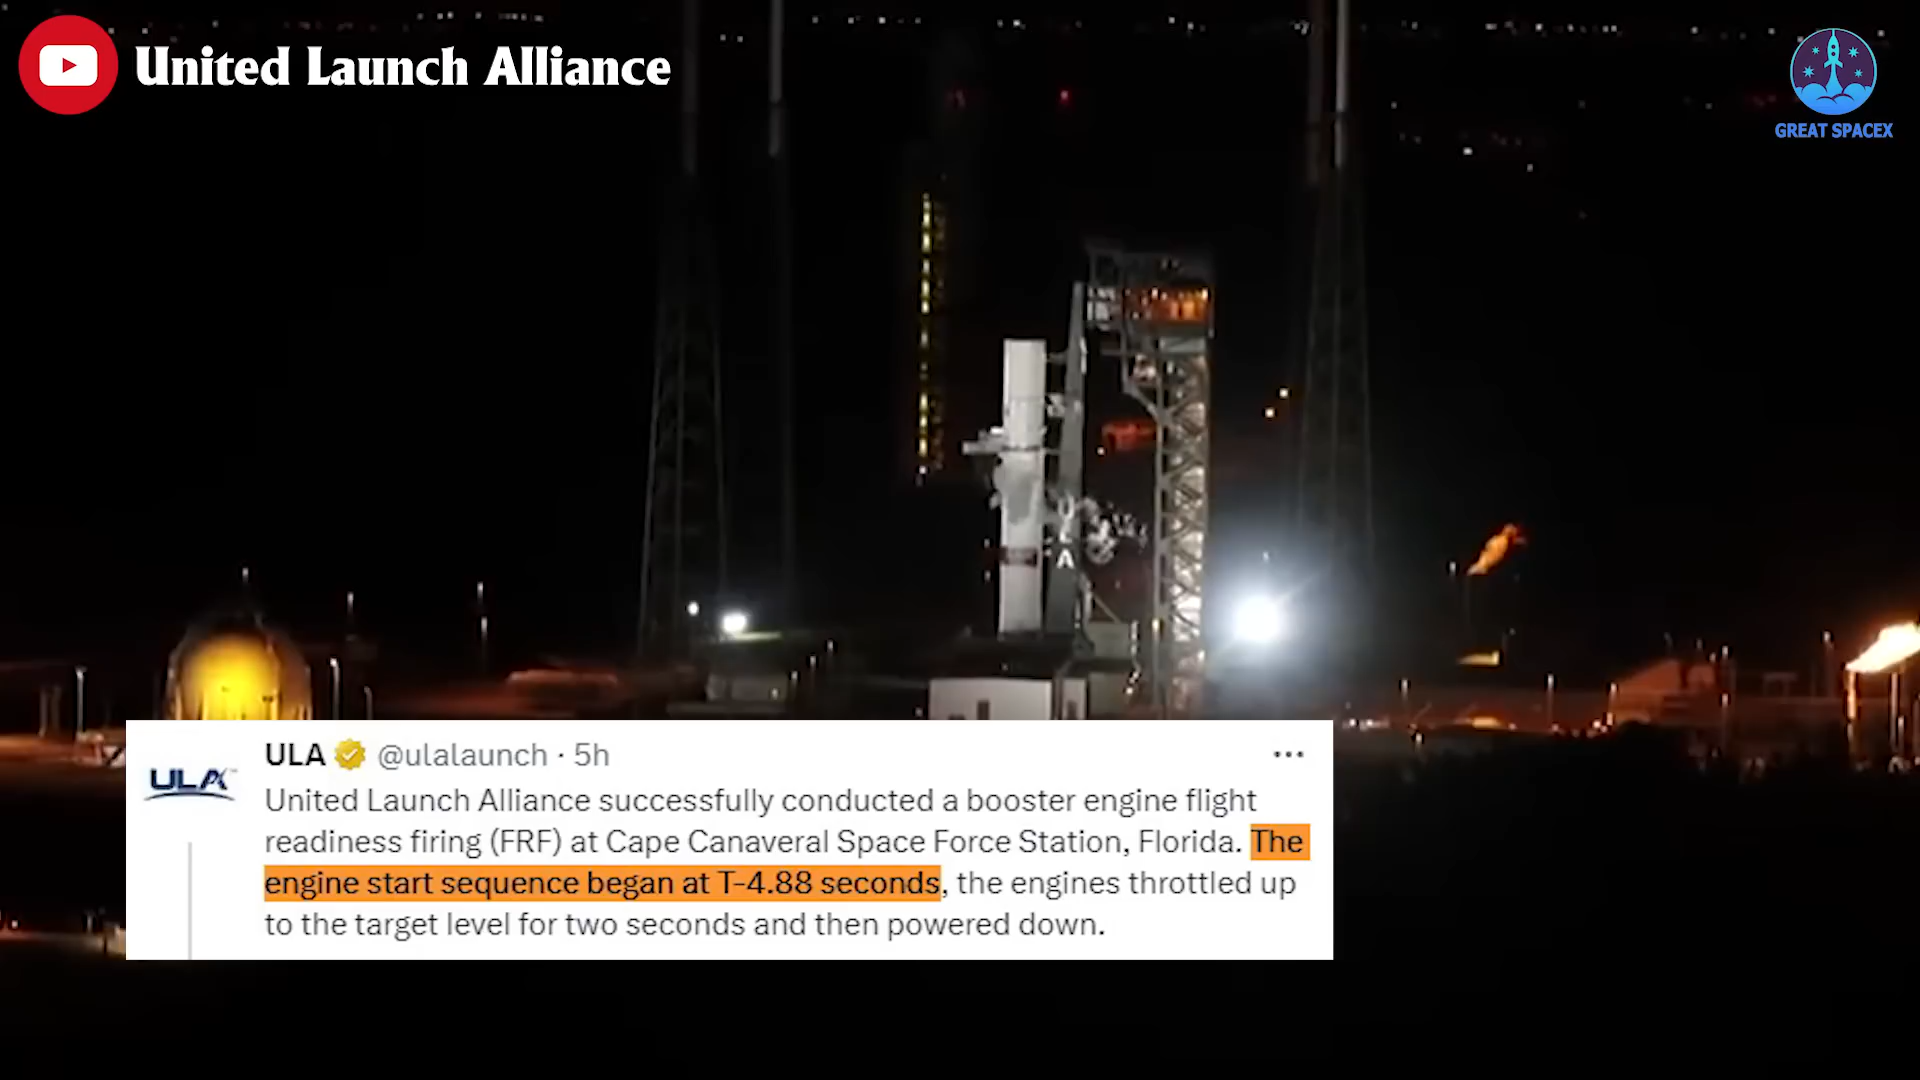 United Launch Alliance
GREAT SPACEX
ULA
ULA @ulalaunch · 5h
ULA™
United Launch Alliance successfully conducted a booster engine flight
readiness firing (FRF) at Cape Canaveral Space Force Station, Florida. The
engine start sequence began at T-4.88 seconds, the engines throttled up
to the target level for two seconds and then powered down.